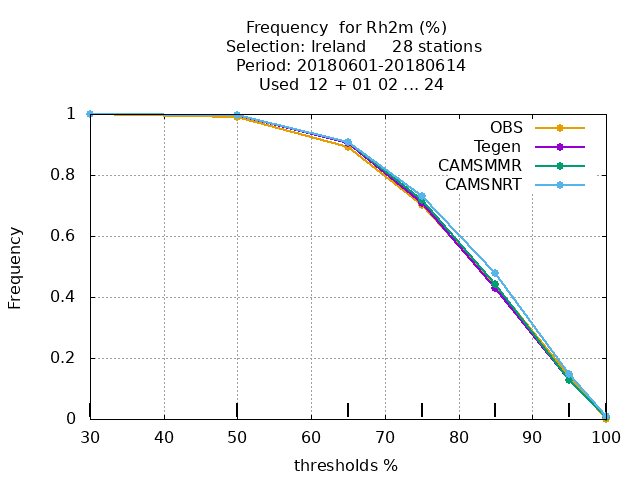 Frequency  for Rh2m (%)
Selection: Ireland     28 stations
Period: 20180601-20180614
Used  12 + 01 02 ... 24
OBS
Tegen
CAMSMMR
CAMSNRT
1
0.8
0.6
0.4
0.2
0
Frequency
30 40 50 60 70 80 90 100
thresholds %